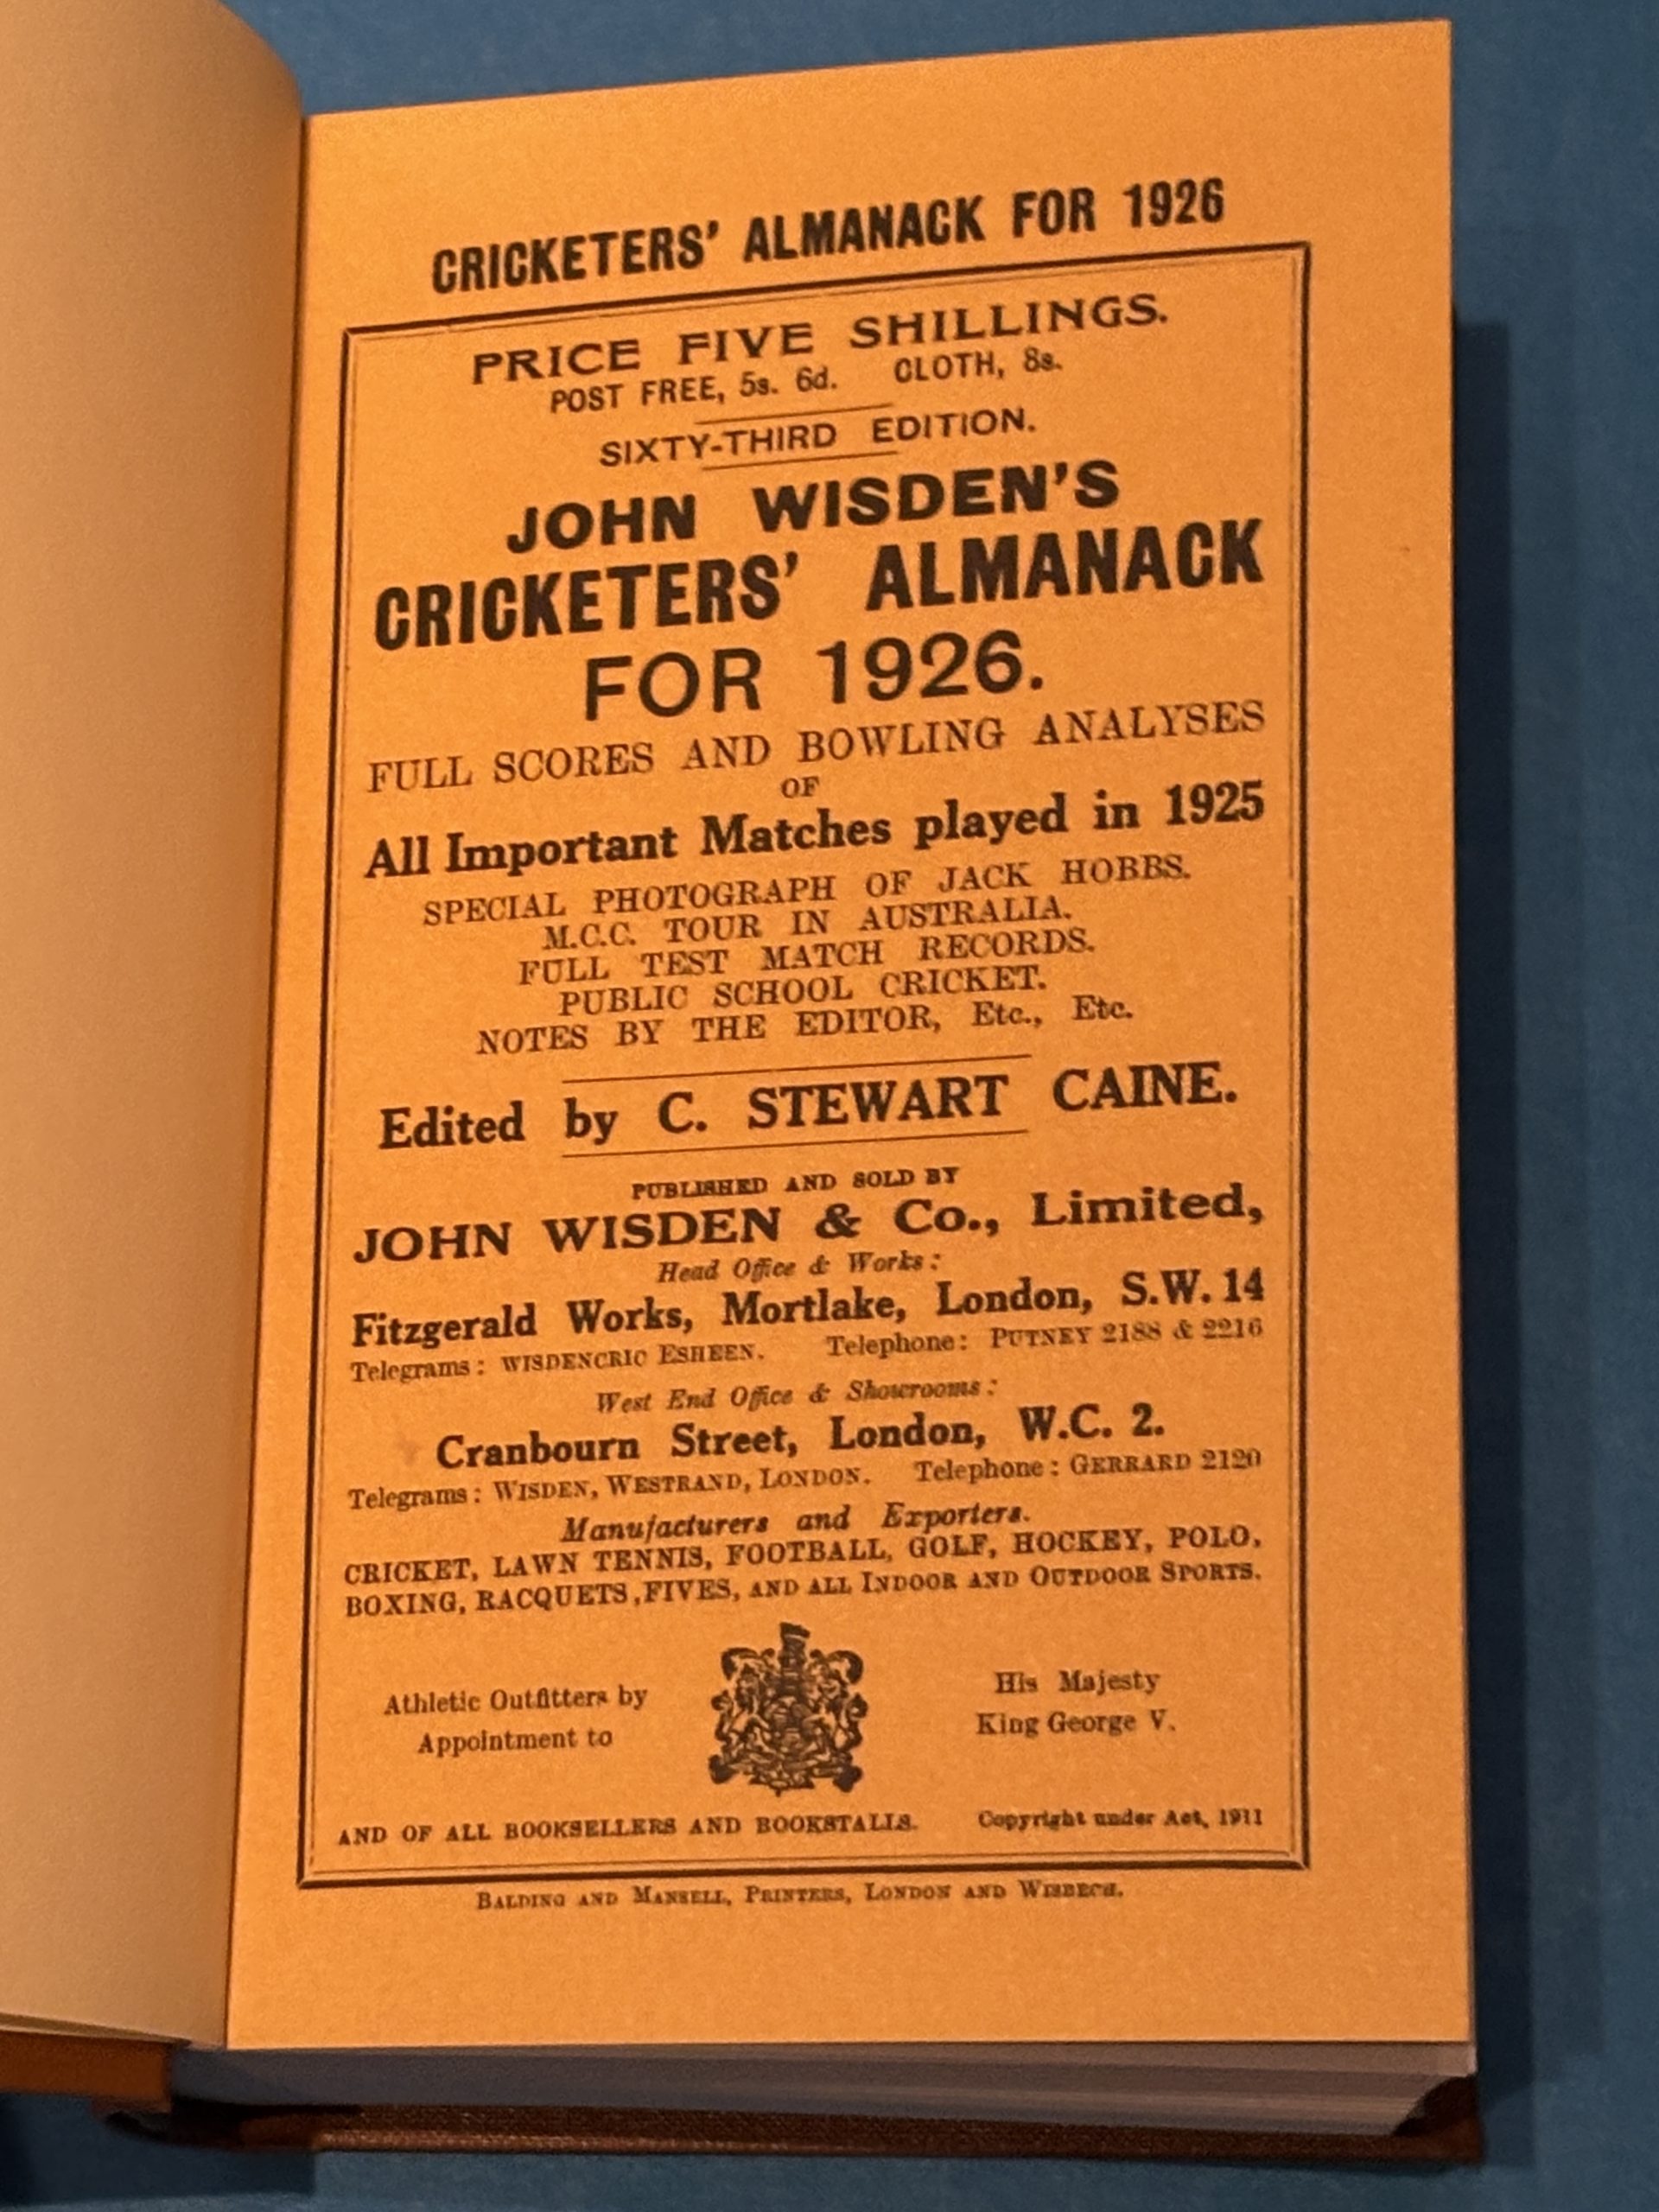 CRICKETERS' ALMANACK FOR 1926
PRICE FIVE SHILLINGS.
POST FREE, 5s. 6d. CLOTH, 8s.
SIXTY-THIRD EDITION.
JOHN WISDEN'S
CRICKETERS' ALMANACK
FOR 1926.
FULL SCORES AND BOWLING ANALYSES
OF
All Important Matches played in 1925
SPECIAL PHOTOGRAPH OF JACK HOBBS.
M.C.C. TOUR IN AUSTRALIA.
FULL TEST MATCH RECORDS.
PUBLIC SCHOOL CRICKET.
NOTES BY THE EDITOR, Etc., Etc.
Edited by C. STEWART CAINE.
PUBLISHED AND SOLD BY
JOHN WISDEN & Co., Limited,
Head Office & Works:
Fitzgerald Works, Mortlake, London, S.W. 14
Telegrams: WISDENCRIC ESHEEN. Telephone: PUTNEY 2188 & 2216
West End Office & Showrooms:
Cranbourn Street, London, W.C. 2.
Telegrams: WISDEN, WESTRAND, LONDON. Telephone: GERRARD 2120
Manufacturers and Exporters.
CRICKET, LAWN TENNIS, FOOTBALL, GOLF, HOCKEY, POLO,
BOXING, RACQUETS, FIVES, AND ALL INDOOR AND OUTDOOR SPORTS.
Athletic Outfitters by His Majesty
Appointment to King George V.
AND OF ALL BOOKSELLERS AND BOOKSTALLS. Copyright under Act, 1911
BALDING AND MANSELL, PRINTERS, LONDON AND WISBECH.